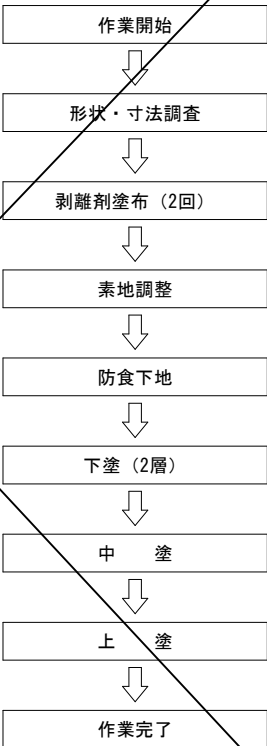 作業開始
形状・寸法調査
剥離剤塗布（2回）
素地調整
防食下地
下塗（2層）
中　　塗
上　　塗
作業完了